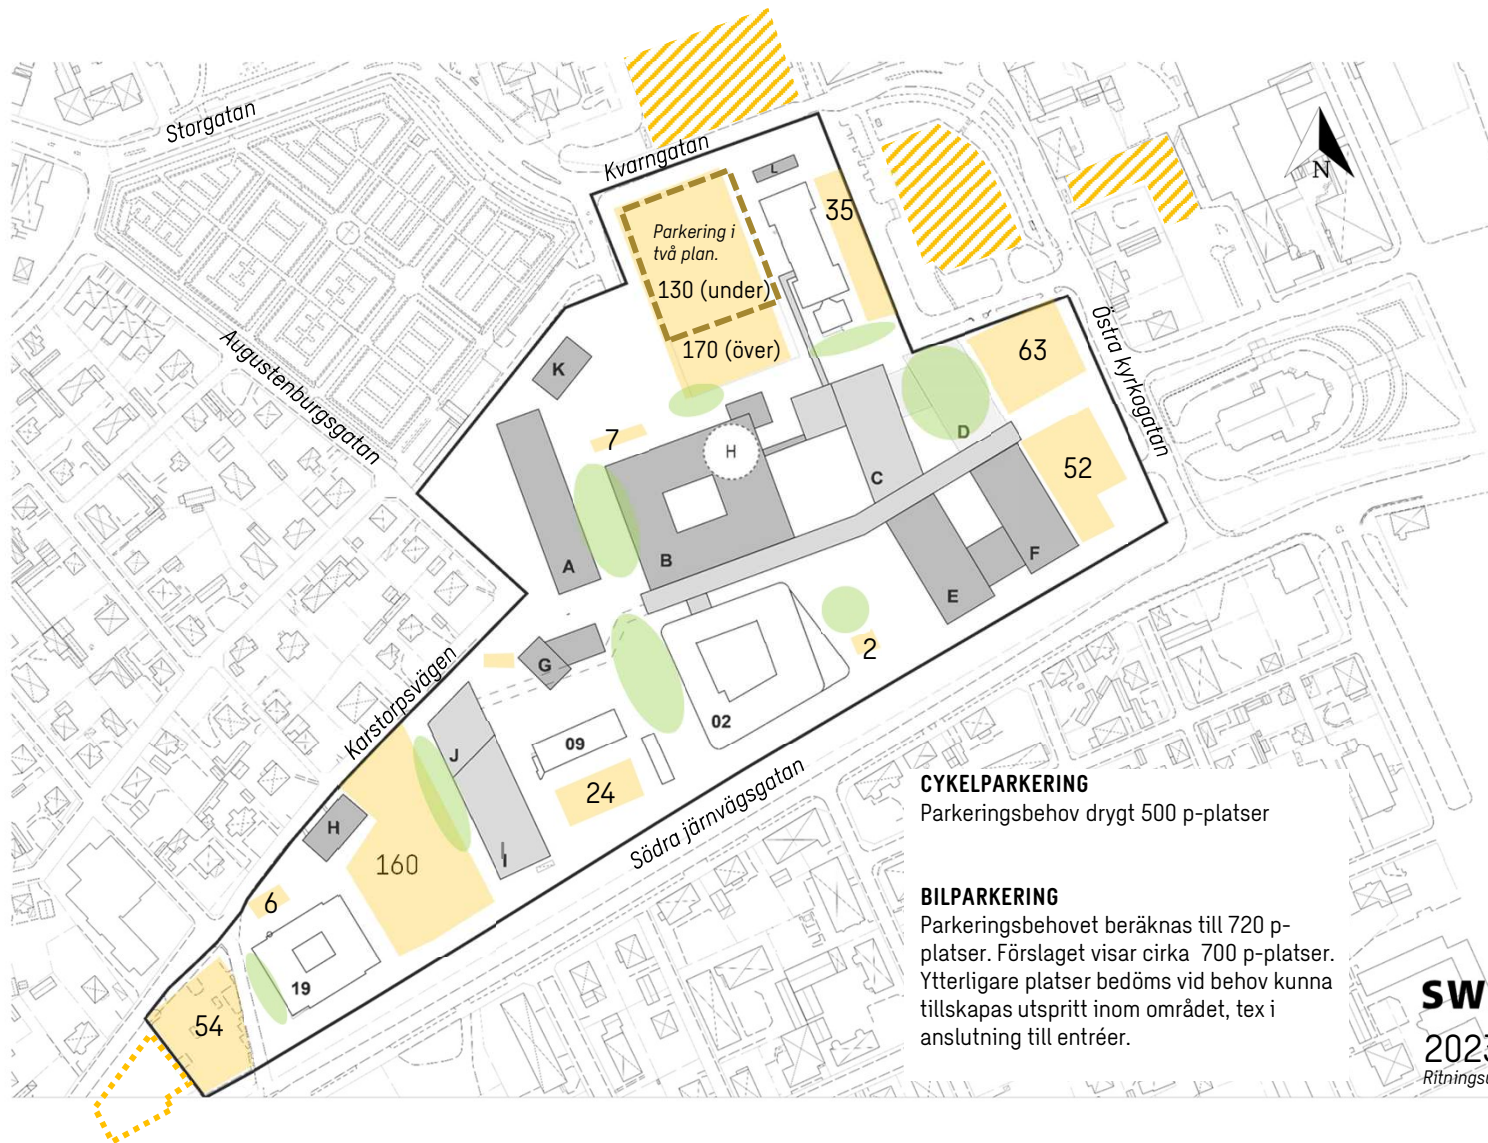 Storgatan
Kvarngatan
L
35
N
Parkering i
två plan.
130 (under)
170 (över)
Östra kyrkogatan
63
Augustenburgsgatan
K
7
H
D
52
C
A
B
F
E
G
2
Karstorpsvägen
02
J
09
24
Södra järnvägsgatan
H
160
I
6
19
54
CYKELPARKERING
Parkeringsbehov drygt 500 p-platser
BILPARKERING
Parkeringsbehovet beräknas till 720 p-
platser. Förslaget visar cirka 700 p-platser.
Ytterligare platser bedöms vid behov kunna
tillskapas utspritt inom området, tex i
anslutning till entréer.
SW
2023